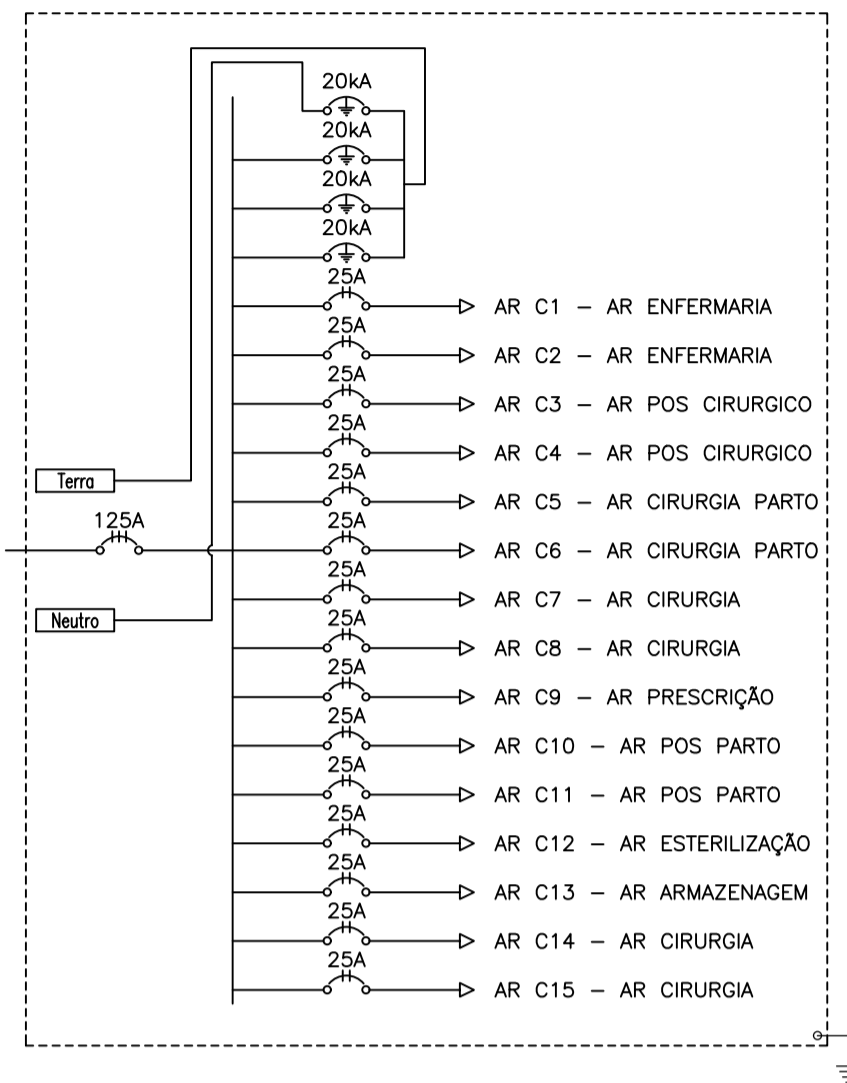 20kA
20kA
20kA
20kA
25A
AR C1 – AR ENFERMARIA
25A
AR C2 – AR ENFERMARIA
25A
AR C3 – AR POS CIRURGICO
25A
AR C4 – AR POS CIRURGICO
Terra
25A
AR C5 – AR CIRURGIA PARTO
125A
25A
AR C6 – AR CIRURGIA PARTO
25A
AR C7 – AR CIRURGIA
Neutro
25A
AR C8 – AR CIRURGIA
25A
AR C9 – AR PRESCRIÇÃO
25A
AR C10 – AR POS PARTO
25A
AR C11 – AR POS PARTO
25A
AR C12 – AR ESTERILIZAÇÃO
25A
AR C13 – AR ARMAZENAGEM
25A
AR C14 – AR CIRURGIA
25A
AR C15 – AR CIRURGIA